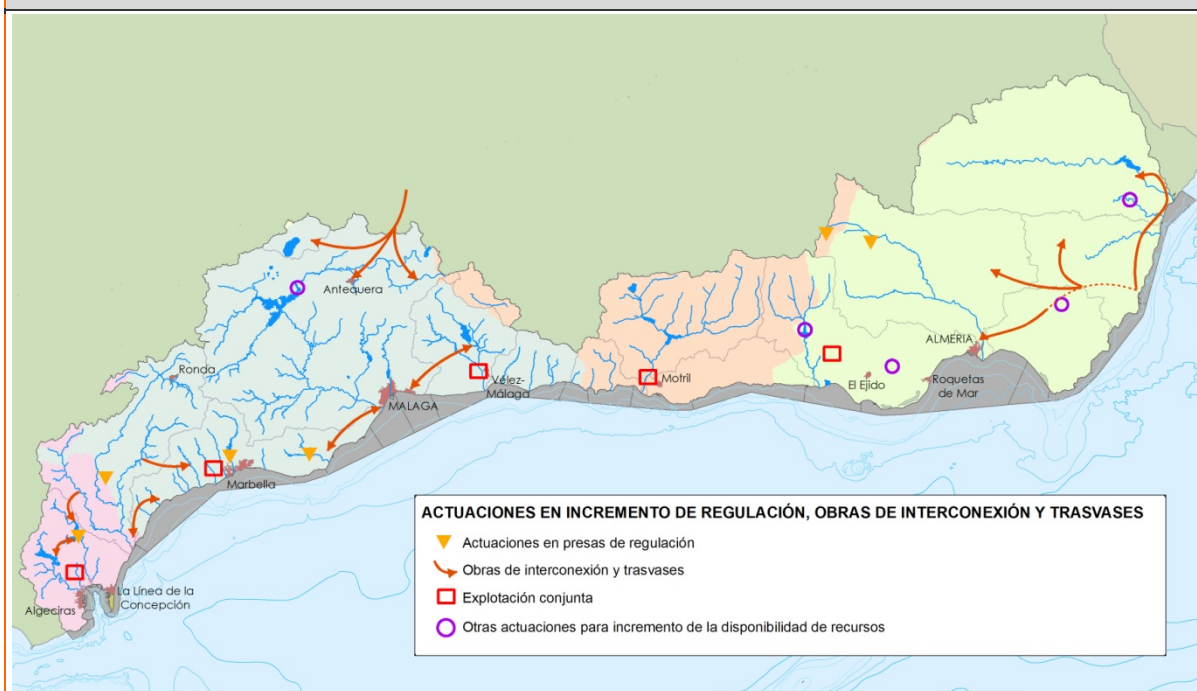 Antequera
Ronda
Vélez-
Málaga
MALAGA
Marbella
Motril
ALMERIA
El Ejido
Roquetas
de Mar
La Línea de la
Concepción
Algeciras
ACTUACIONES EN INCREMENTO DE REGULACIÓN, OBRAS DE INTERCONEXIÓN Y TRASVASES
Actuaciones en presas de regulación
Obras de interconexión y trasvases
Explotación conjunta
Otras actuaciones para incremento de la disponibilidad de recursos